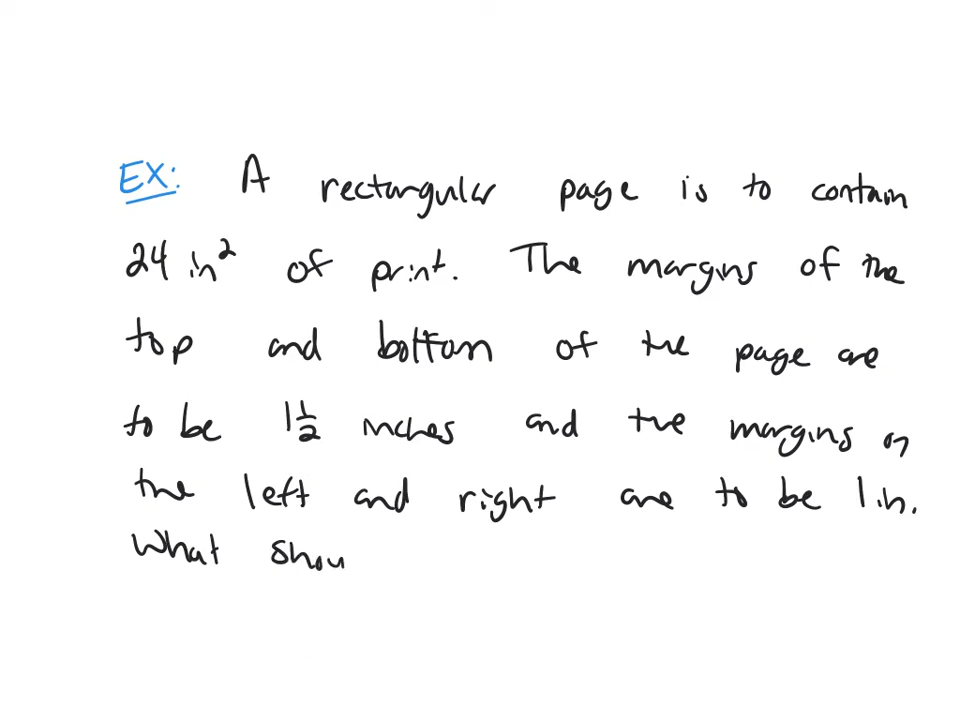 EX: A rectangular page is to contain
24 in² of print. The margins of the
top and bottom of the page are
to be 1½ inches and the margins on
the left and right are to be 1 in.
What shou